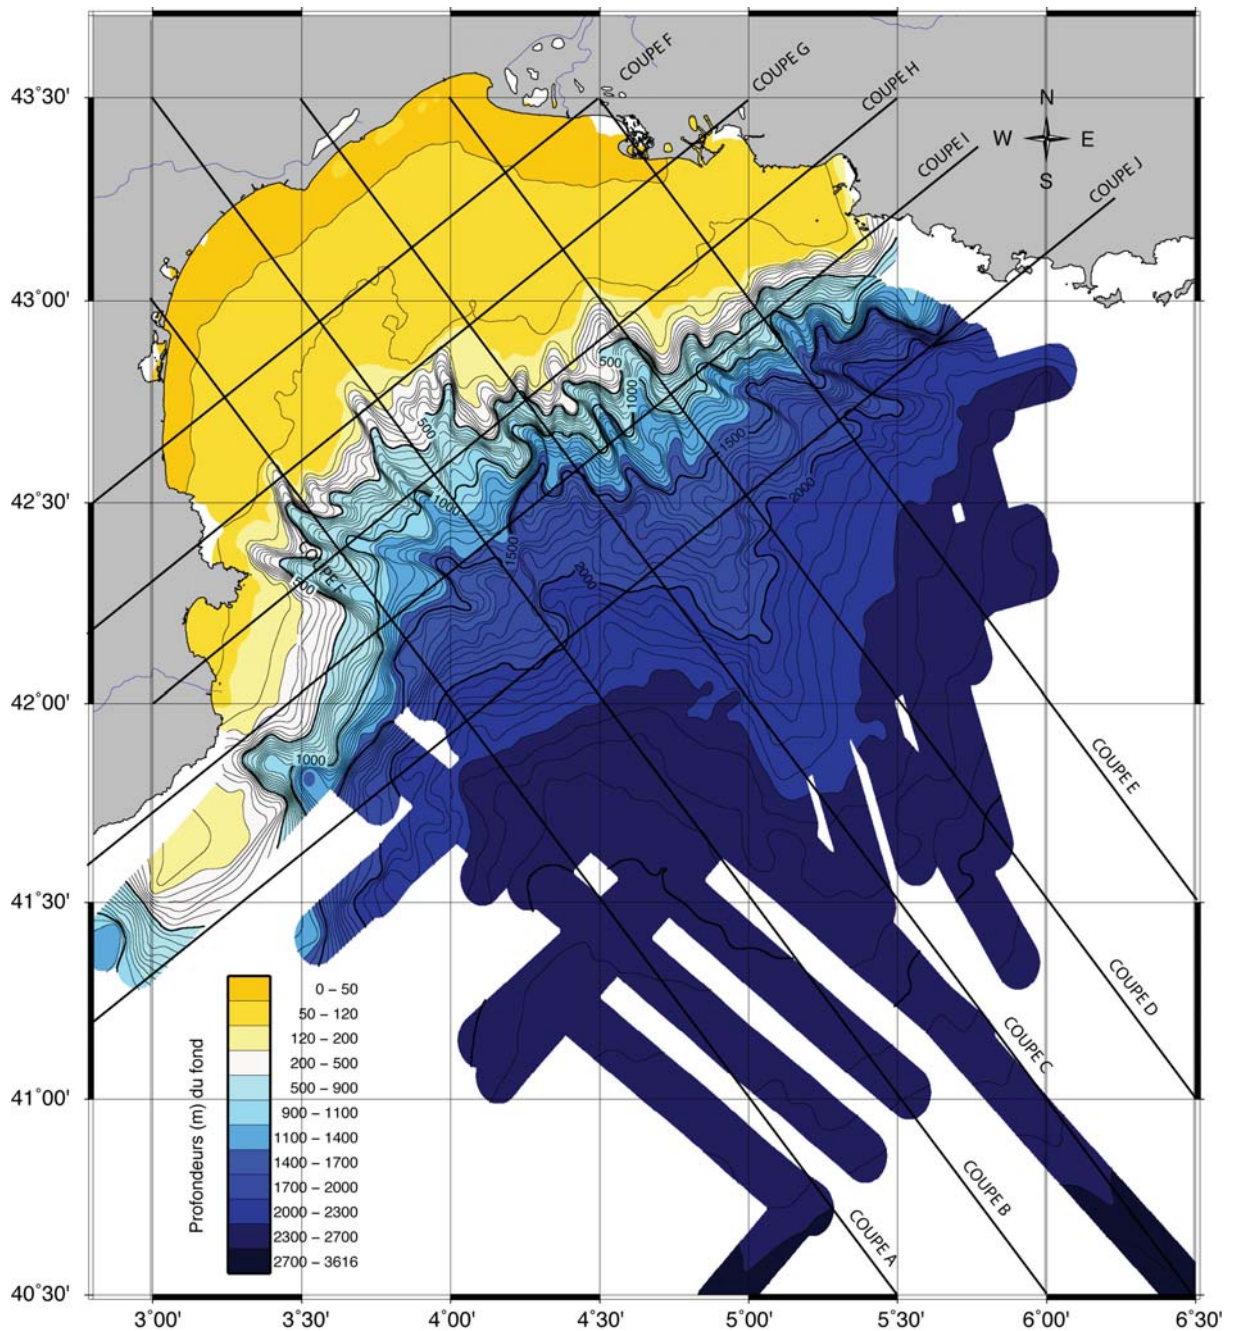 COUPE F
COUPE G
COUPE H
COUPE I
COUPE J
N
W E
S
43°30'
43°00'
42°30'
42°00'
41°30'
41°00'
40°30'
500
500
1000
1000
1500
1500
2000
2000
1000
COUPE E
COUPE D
COUPE C
COUPE B
COUPE A
Profondeurs (m) du fond
0 – 50
50 – 120
120 – 200
200 – 500
500 – 900
900 – 1100
1100 – 1400
1400 – 1700
1700 – 2000
2000 – 2300
2300 – 2700
2700 – 3616
3°00' 3°30' 4°00' 4°30' 5°00' 5°30' 6°00' 6°30'